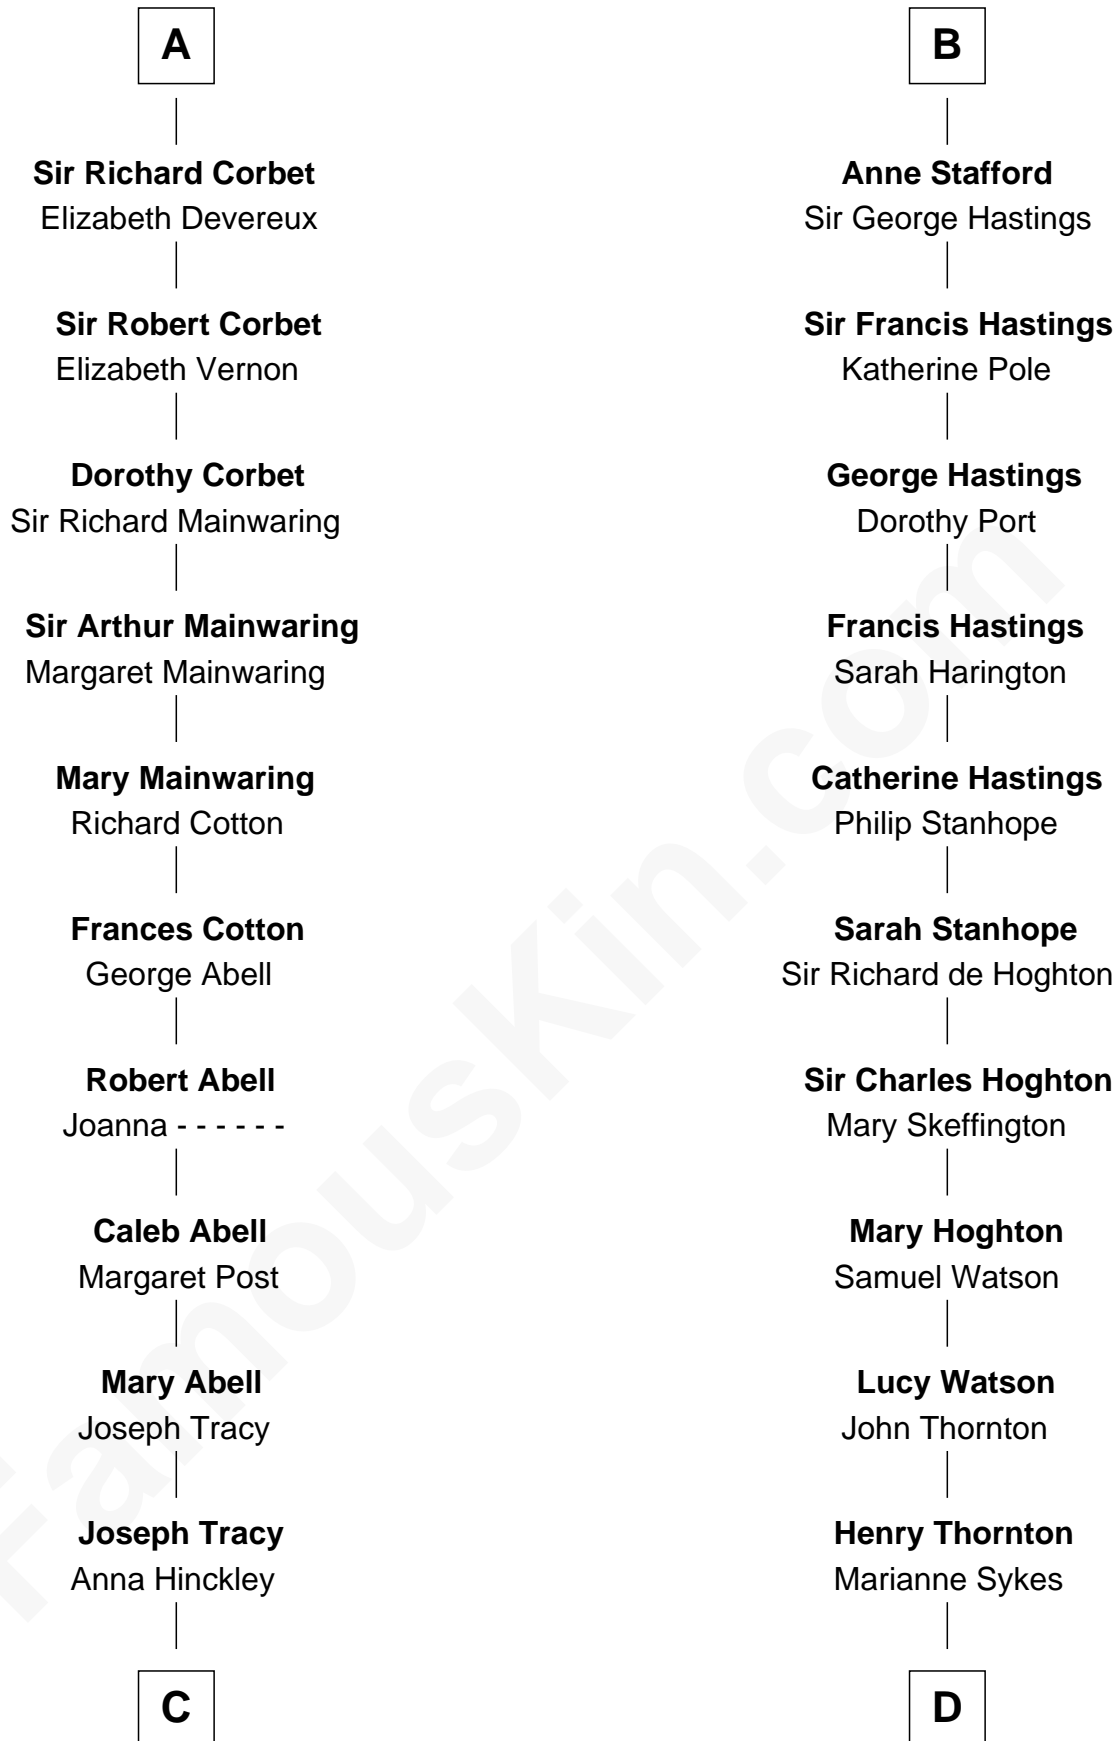 A
Sir Richard Corbet
Elizabeth Devereux
Sir Robert Corbet
Elizabeth Vernon
Dorothy Corbet
Sir Richard Mainwaring
Sir Arthur Mainwaring
Margaret Mainwaring
Mary Mainwaring
Richard Cotton
Frances Cotton
George Abell
Robert Abell
Joanna - - - - - -
Caleb Abell
Margaret Post
Mary Abell
Joseph Tracy
Joseph Tracy
Anna Hinckley
C
B
Anne Stafford
Sir George Hastings
Sir Francis Hastings
Katherine Pole
George Hastings
Dorothy Port
Francis Hastings
Sarah Harington
Catherine Hastings
Philip Stanhope
Sarah Stanhope
Sir Richard de Hoghton
Sir Charles Hoghton
Mary Skeffington
Mary Hoghton
Samuel Watson
Lucy Watson
John Thornton
Henry Thornton
Marianne Sykes
D
FamousKin.com